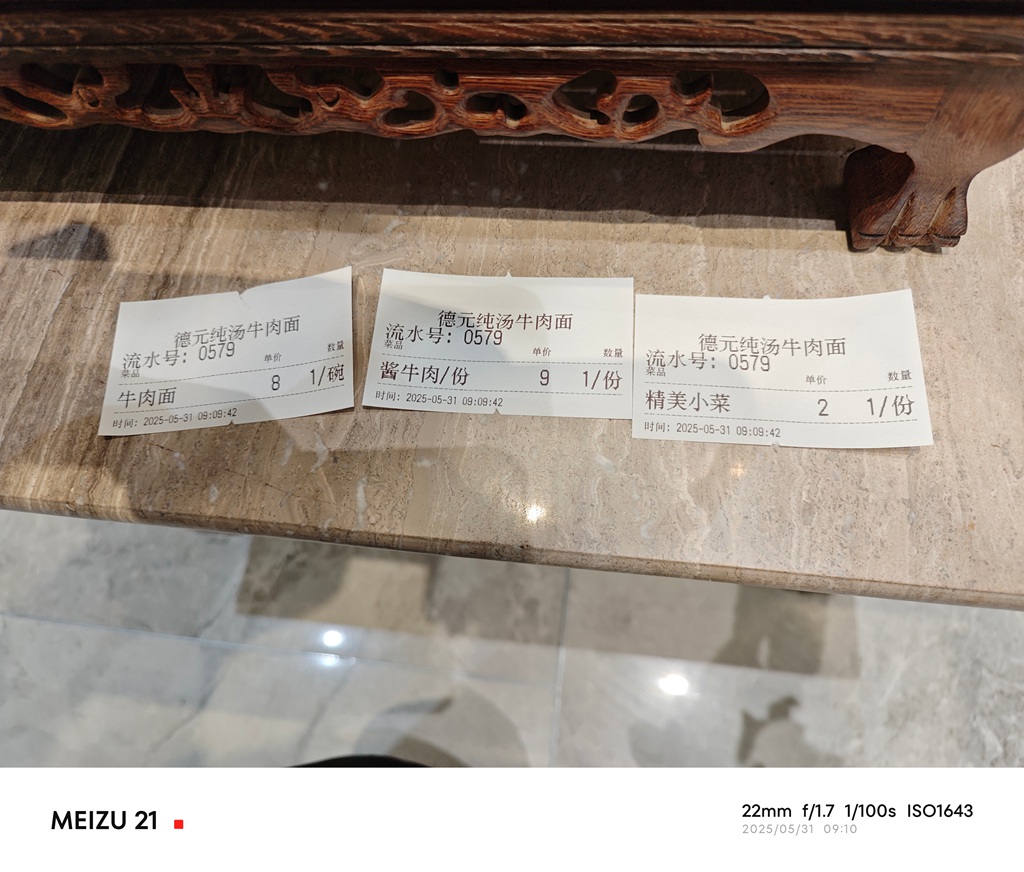 德元纯汤牛肉面
流水号: 0579
菜品 单价 数量
牛肉面 8 1/碗
时间: 2025-05-31 09:09:42
德元纯汤牛肉面
流水号: 0579
菜品 单价 数量
酱牛肉/份 9 1/份
时间: 2025-05-31 09:09:42
德元纯汤牛肉面
流水号: 0579
菜品 单价 数量
精美小菜 2 1/份
时间: 2025-05-31 09:09:42
MEIZU 21
22mm f/1.7 1/100s ISO1643
2025/05/31 09:10